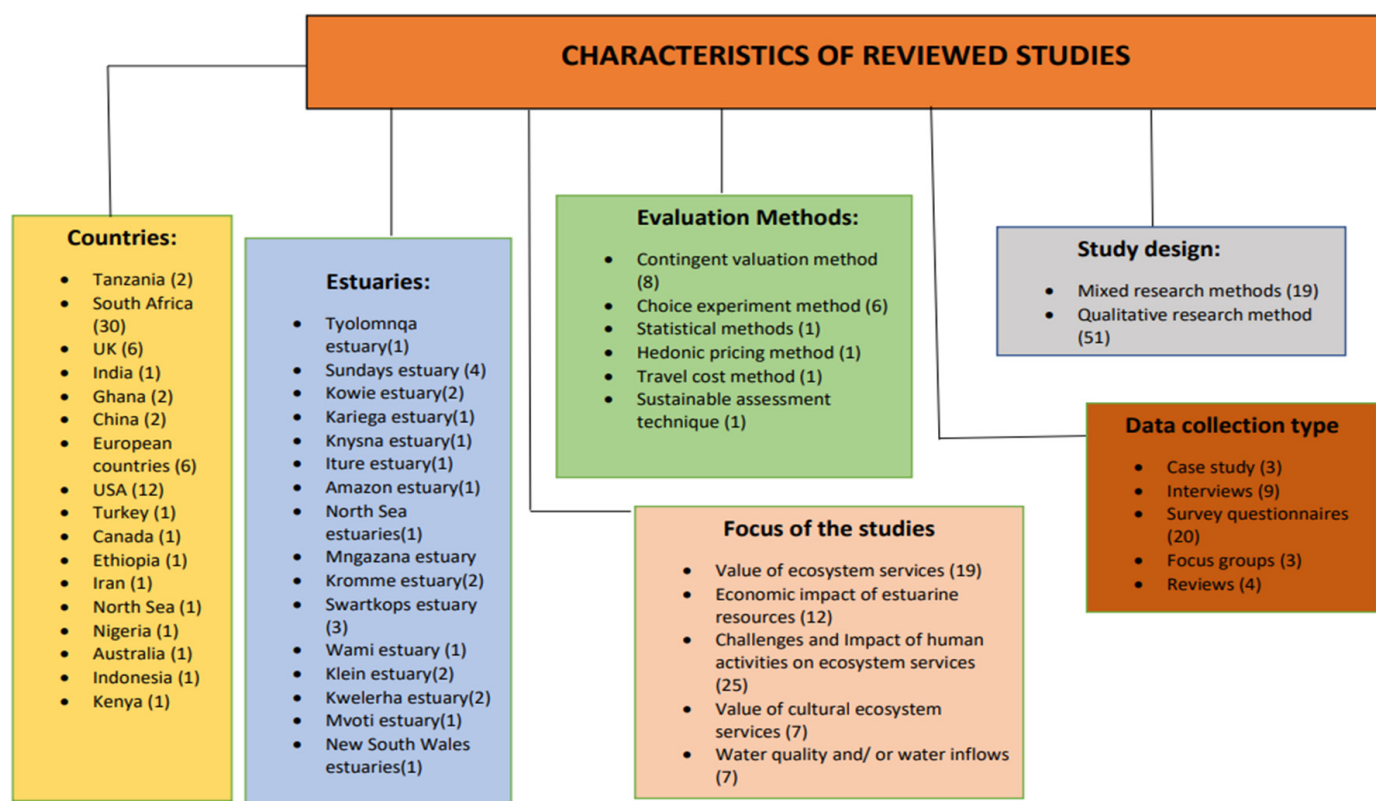 CHARACTERISTICS OF REVIEWED STUDIES
Countries:
• Tanzania (2)
• South Africa
(30)
• UK (6)
• India (1)
• Ghana (2)
• China (2)
• European
countries (6)
• USA (12)
• Turkey (1)
• Canada (1)
• Ethiopia (1)
• Iran (1)
• North Sea (1)
• Nigeria (1)
• Australia (1)
• Indonesia (1)
• Kenya (1)
Estuaries:
• Tyolomnqa
estuary(1)
• Sundays estuary (4)
• Kowie estuary(2)
• Kariega estuary(1)
• Knysna estuary(1)
• Iture estuary(1)
• Amazon estuary(1)
• North Sea
estuaries(1)
• Mngazana estuary
• Kromme estuary(2)
• Swartkops estuary
(3)
• Wami estuary (1)
• Klein estuary(2)
• Kwelerha estuary(2)
• Mvoti estuary(1)
• New South Wales
estuaries(1)
Evaluation Methods:
• Contingent valuation method
(8)
• Choice experiment method (6)
• Statistical methods (1)
• Hedonic pricing method (1)
• Travel cost method (1)
• Sustainable assessment
technique (1)
Focus of the studies
• Value of ecosystem services (19)
• Economic impact of estuarine
resources (12)
• Challenges and Impact of human
activities on ecosystem services
(25)
• Value of cultural ecosystem
services (7)
• Water quality and/ or water inflows
(7)
Study design:
• Mixed research methods (19)
• Qualitative research method
(51)
Data collection type
• Case study (3)
• Interviews (9)
• Survey questionnaires
(20)
• Focus groups (3)
• Reviews (4)